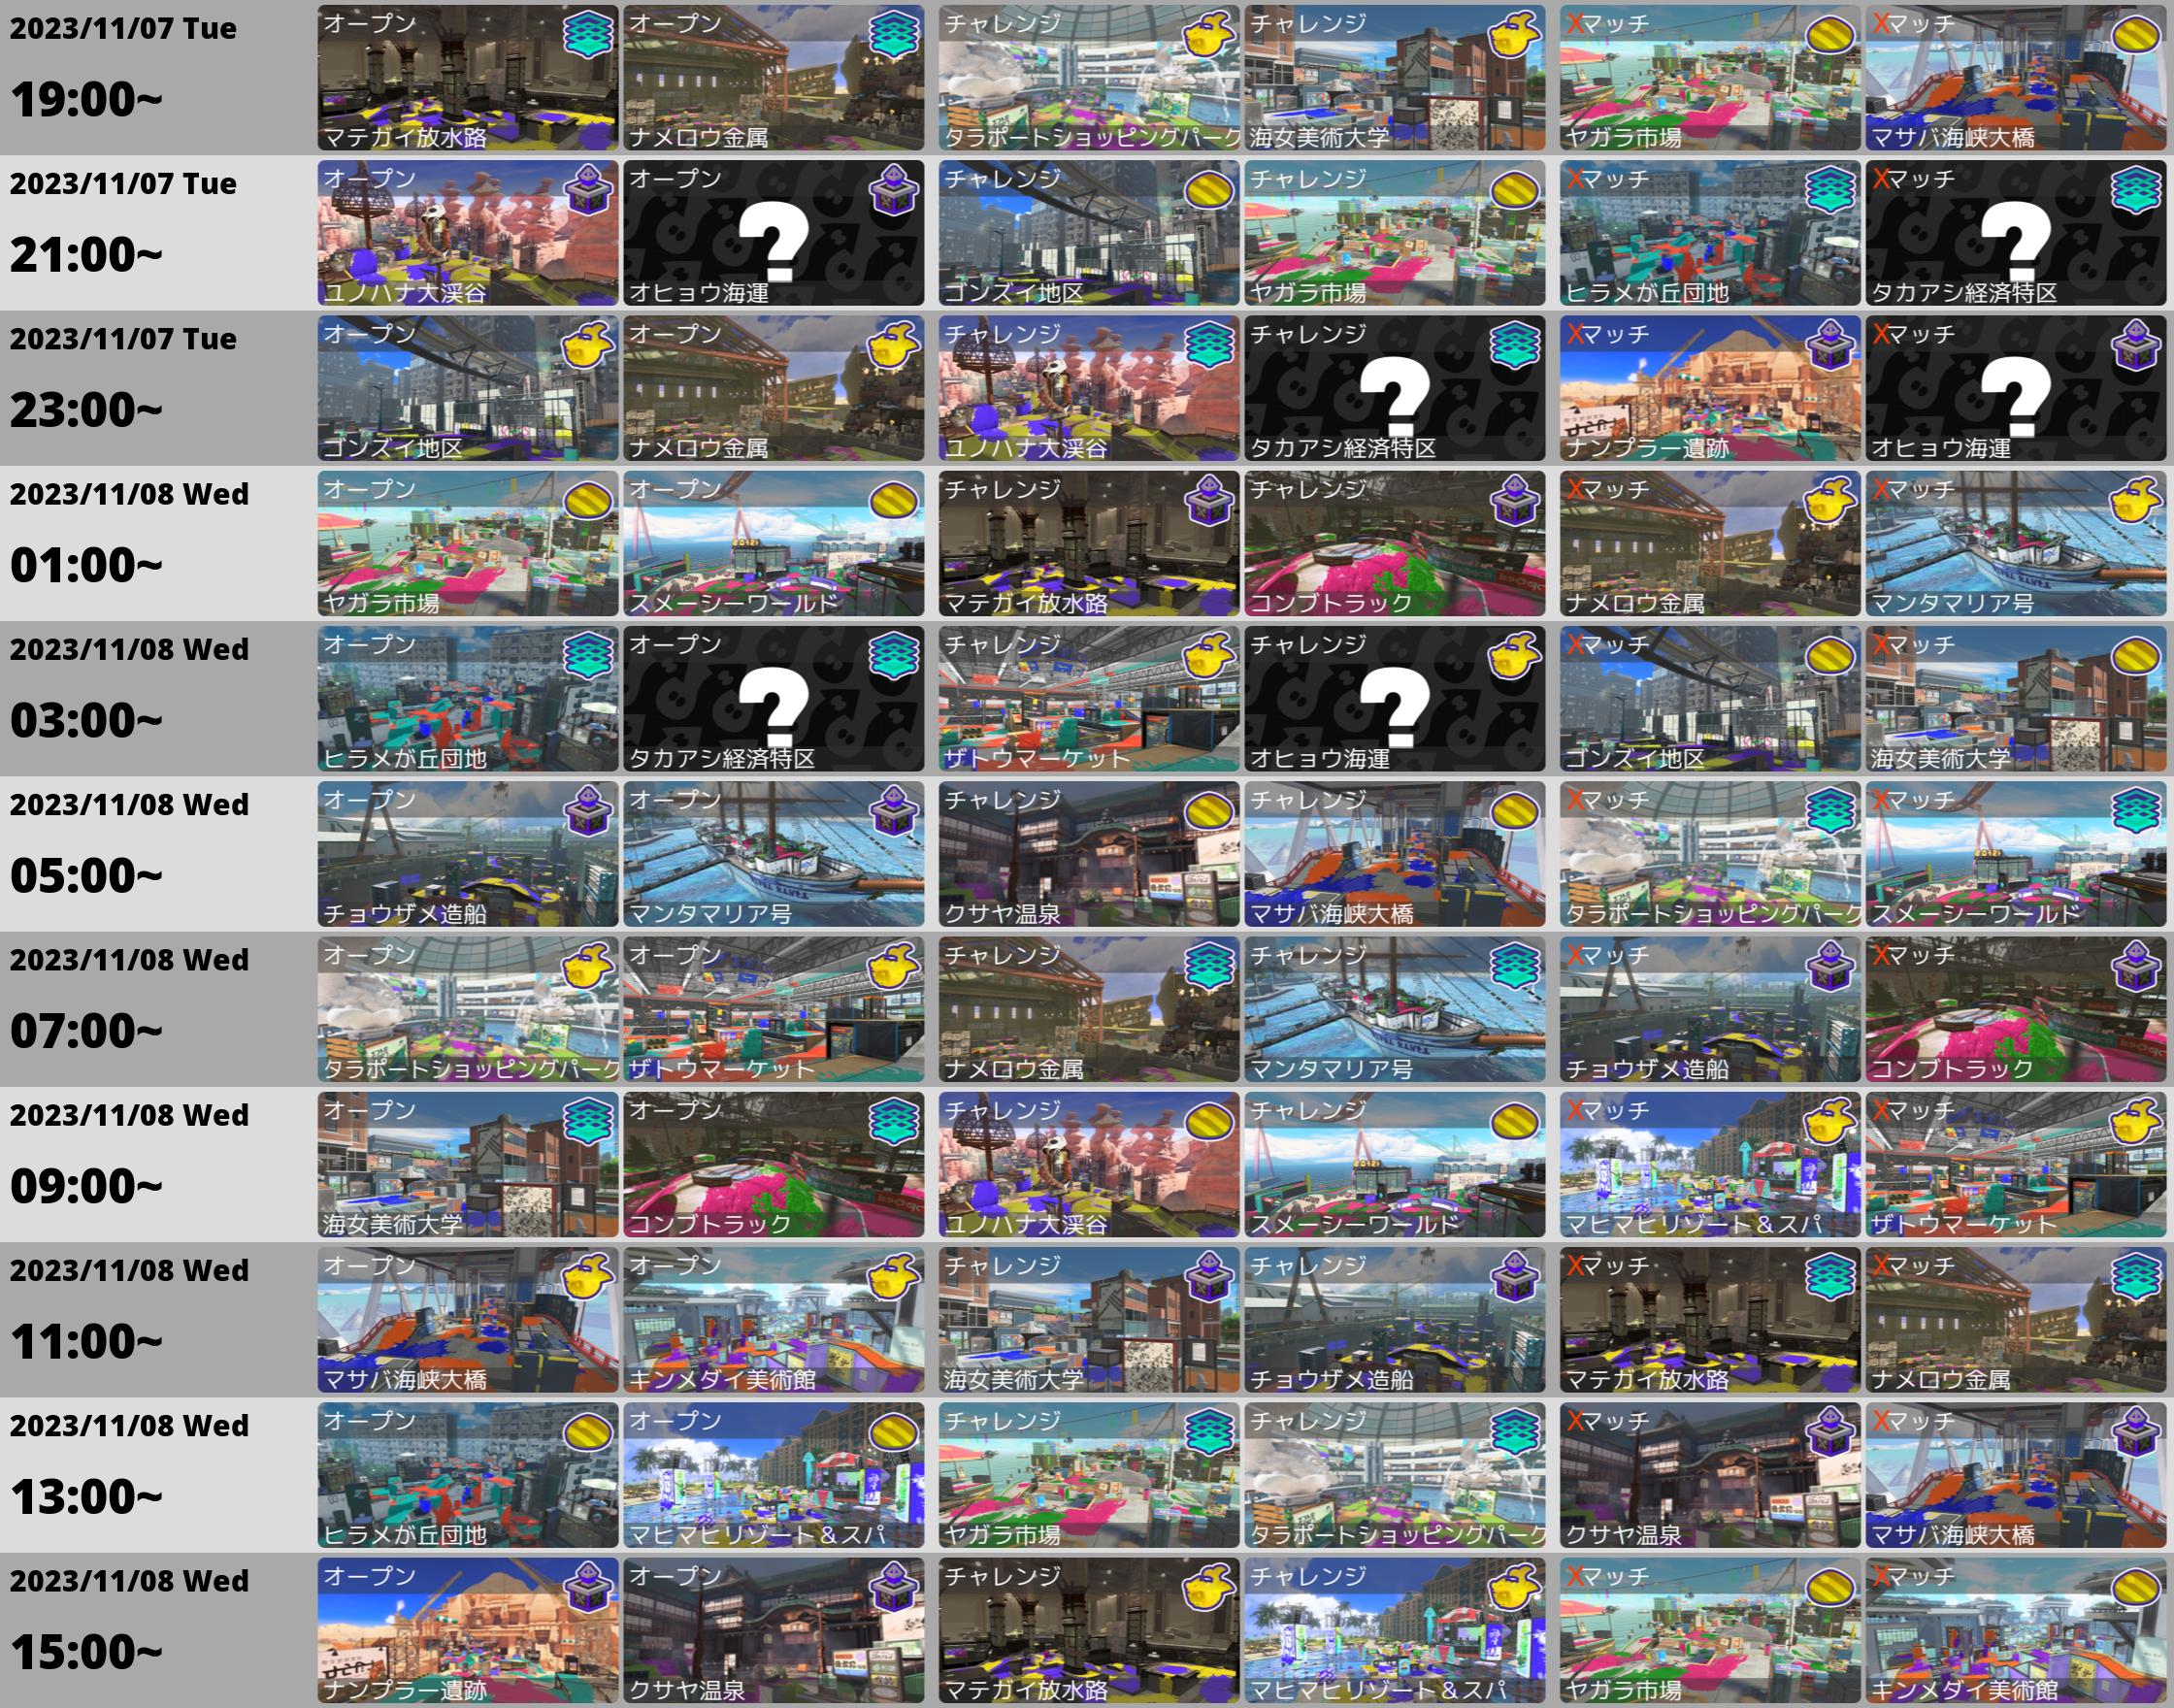 2023/11/07 Tue
19:00~
オープン
マテガイ放水路
オープン
ナメロウ金属
チャレンジ
タラポートショッピングパーク
チャレンジ
海女美術大学
Xマッチ
ヤガラ市場
Xマッチ
マサバ海峡大橋
2023/11/07 Tue
21:00~
オープン
ユノハナ大渓谷
オープン
?
オヒョウ海運
チャレンジ
ゴンズイ地区
チャレンジ
ヤガラ市場
Xマッチ
ヒラメが丘団地
Xマッチ
?
タカアシ経済特区
2023/11/07 Tue
23:00~
オープン
ゴンズイ地区
オープン
ナメロウ金属
チャレンジ
ユノハナ大渓谷
チャレンジ
?
タカアシ経済特区
Xマッチ
ナンプラー遺跡
Xマッチ
?
オヒョウ海運
2023/11/08 Wed
01:00~
オープン
ヤガラ市場
オープン
スメーシーワールド
チャレンジ
マテガイ放水路
チャレンジ
コンブトラック
Xマッチ
ナメロウ金属
Xマッチ
マンタマリア号
2023/11/08 Wed
03:00~
オープン
ヒラメが丘団地
オープン
?
タカアシ経済特区
チャレンジ
ザトウマーケット
チャレンジ
?
オヒョウ海運
Xマッチ
ゴンズイ地区
Xマッチ
海女美術大学
2023/11/08 Wed
05:00~
オープン
チョウザメ造船
オープン
マンタマリア号
チャレンジ
クサヤ温泉
チャレンジ
マサバ海峡大橋
Xマッチ
タラポートショッピングパーク
Xマッチ
スメーシーワールド
2023/11/08 Wed
07:00~
オープン
タラポートショッピングパーク
オープン
ザトウマーケット
チャレンジ
ナメロウ金属
チャレンジ
マンタマリア号
Xマッチ
チョウザメ造船
Xマッチ
コンブトラック
2023/11/08 Wed
09:00~
オープン
海女美術大学
オープン
コンブトラック
チャレンジ
ユノハナ大渓谷
チャレンジ
スメーシーワールド
Xマッチ
マヒマヒリゾート＆スパ
Xマッチ
ザトウマーケット
2023/11/08 Wed
11:00~
オープン
マサバ海峡大橋
オープン
キンメダイ美術館
チャレンジ
海女美術大学
チャレンジ
チョウザメ造船
Xマッチ
マテガイ放水路
Xマッチ
ナメロウ金属
2023/11/08 Wed
13:00~
オープン
ヒラメが丘団地
オープン
マヒマヒリゾート＆スパ
チャレンジ
ヤガラ市場
チャレンジ
タラポートショッピングパーク
Xマッチ
クサヤ温泉
Xマッチ
マサバ海峡大橋
2023/11/08 Wed
15:00~
オープン
ナンプラー遺跡
オープン
クサヤ温泉
チャレンジ
マテガイ放水路
チャレンジ
マヒマヒリゾート＆スパ
Xマッチ
ヤガラ市場
Xマッチ
キンメダイ美術館